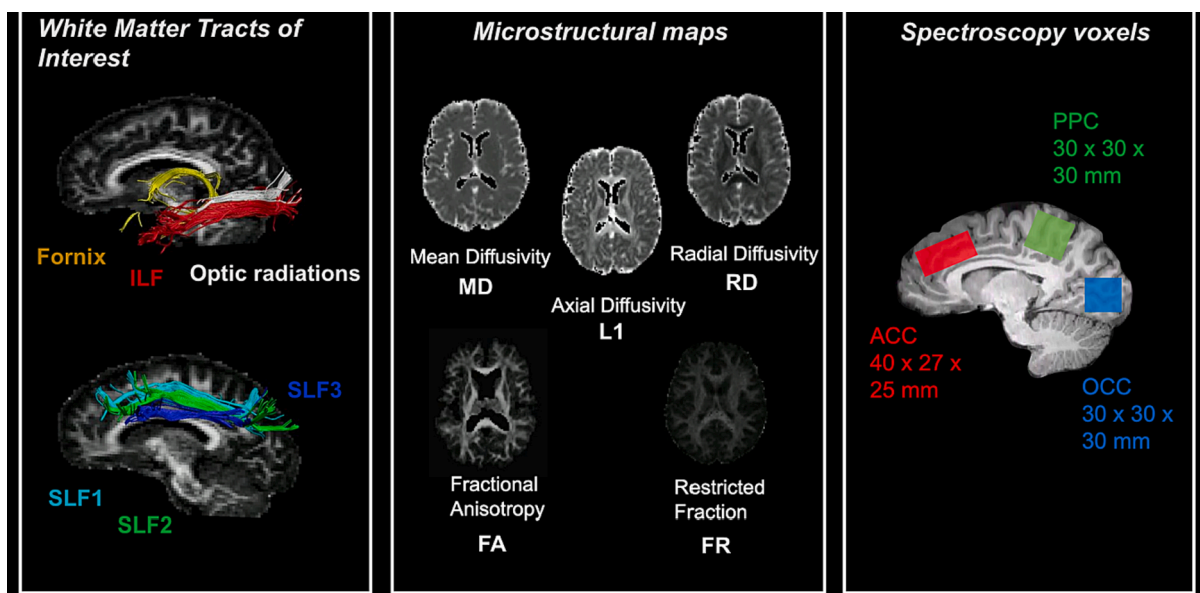 White Matter Tracts of
Interest
Fornix
ILF
Optic radiations
SLF3
SLF1
SLF2
Microstructural maps
Mean Diffusivity
MD
Radial Diffusivity
RD
Axial Diffusivity
L1
Fractional
Anisotropy
FA
Restricted
Fraction
FR
Spectroscopy voxels
PPC
30 x 30 x
30 mm
ACC
40 x 27 x
25 mm
OCC
30 x 30 x
30 mm